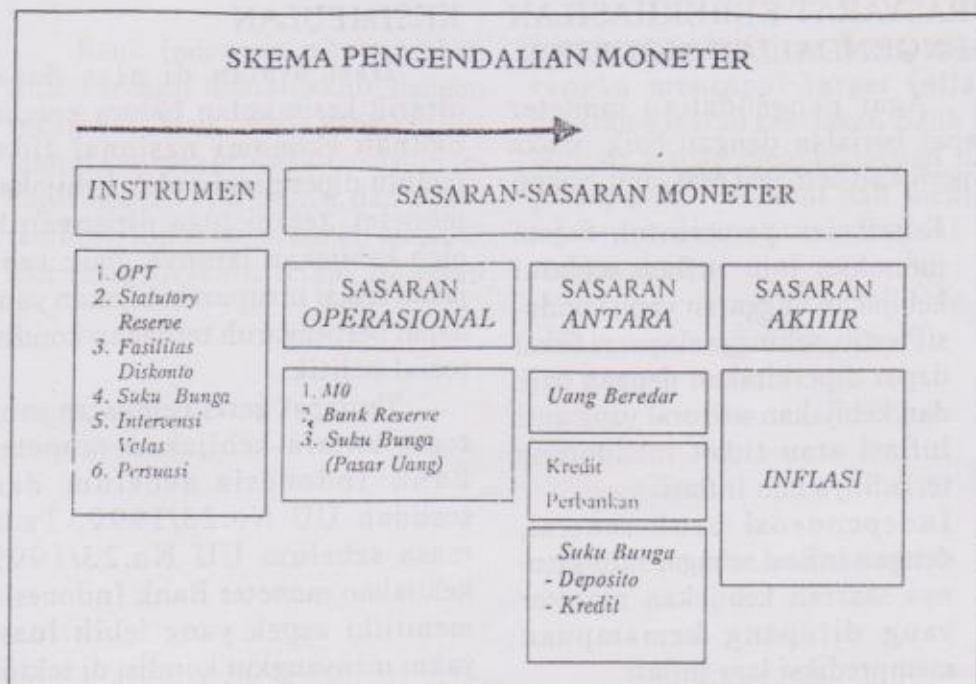 SKEMA PENGENDALIAN MONETER
INSTRUMEN
1. OPT
2. Statutory
Reserve
3. Fasilitas
Diskonto
4. Suku Bunga
5. Intervensi
Valas
6. Persuasi
SASARAN-SASARAN MONETER
SASARAN
OPERASIONAL
1. M0
2. Bank Reserve
3. Suku Bunga
(Pasar Uang)
SASARAN
ANTARA
Uang Beredar
Kredit
Perbankan
Suku Bunga
- Deposito
- Kredit
SASARAN
AKHIR
INFLASI